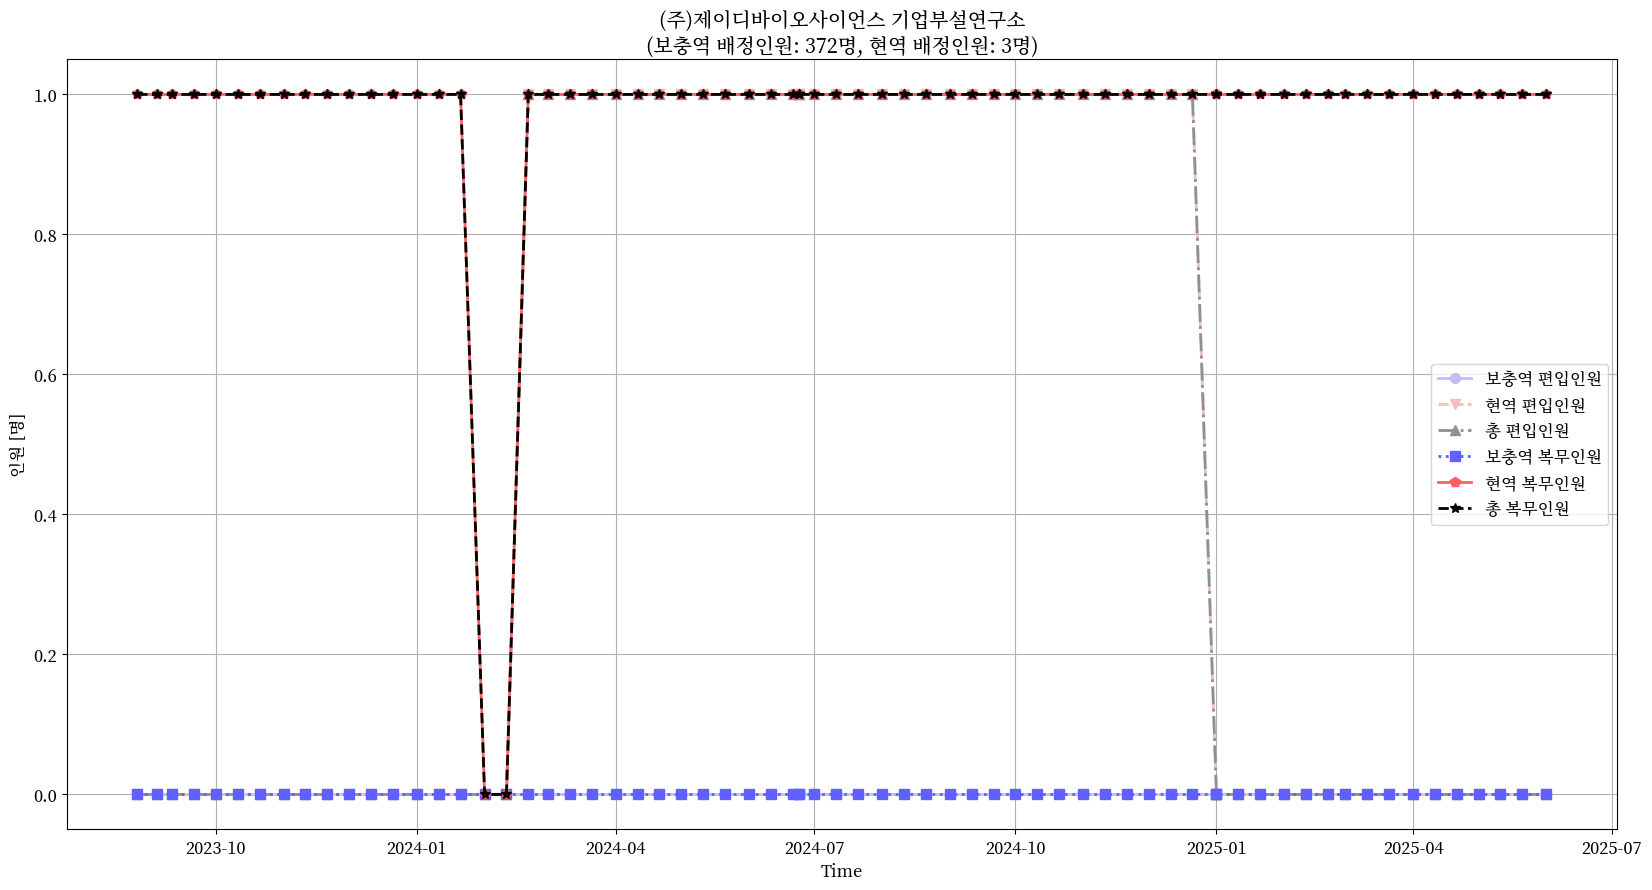 (주)제이디바이오사이언스 기업부설연구소
(보충역 배정인원: 372명, 현역 배정인원: 3명)
인원 [명]
1.0
0.8
0.6
0.4
0.2
0.0
보충역 편입인원
현역 편입인원
총 편입인원
보충역 복무인원
현역 복무인원
총 복무인원
2023-10 2024-01 2024-04 2024-07 2024-10 2025-01 2025-04 2025-07
Time